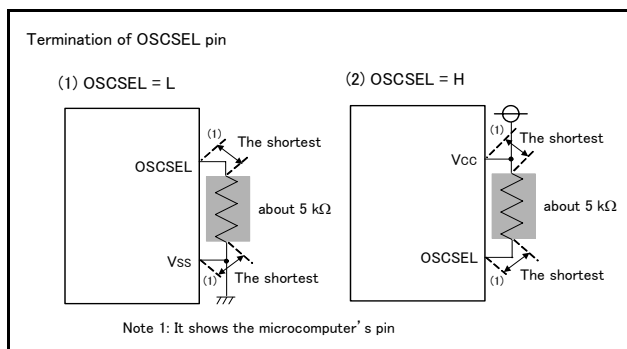 Termination of OSCSEL pin
(1) OSCSEL = L
(2) OSCSEL = H
(1)
The shortest
OSCSEL
about 5 kΩ
Vss
(1)
The shortest
(1)
The shortest
Vcc
about 5 kΩ
OSCSEL
(1)
The shortest
Note 1: It shows the microcomputer's pin